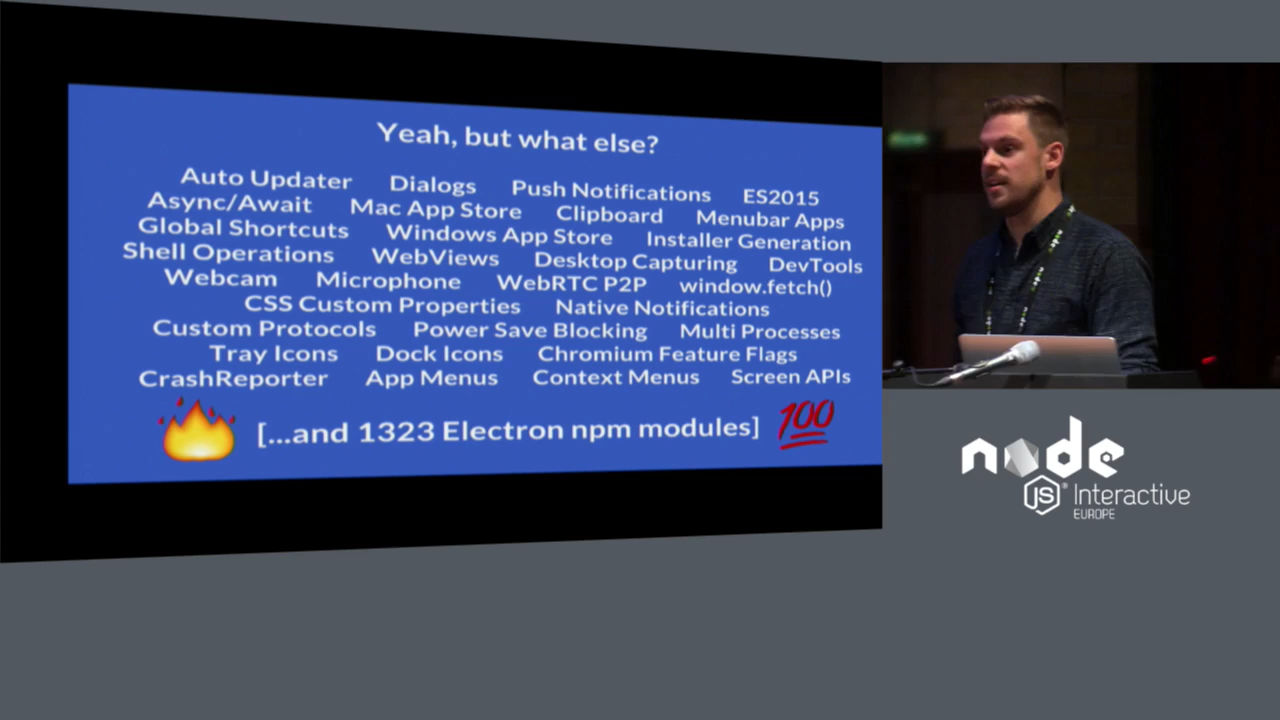 Yeah, but what else?
Auto Updater Dialogs Push Notifications ES2015
Async/Await Mac App Store Clipboard Menubar Apps
Global Shortcuts Windows App Store Installer Generation
Shell Operations WebViews Desktop Capturing DevTools
Webcam Microphone WebRTC P2P window.fetch()
CSS Custom Properties Native Notifications
Custom Protocols Power Save Blocking Multi Processes
Tray Icons Dock Icons Chromium Feature Flags
CrashReporter App Menus Context Menus Screen APIs
[...and 1323 Electron npm modules] 100
node
JS® Interactive
EUROPE